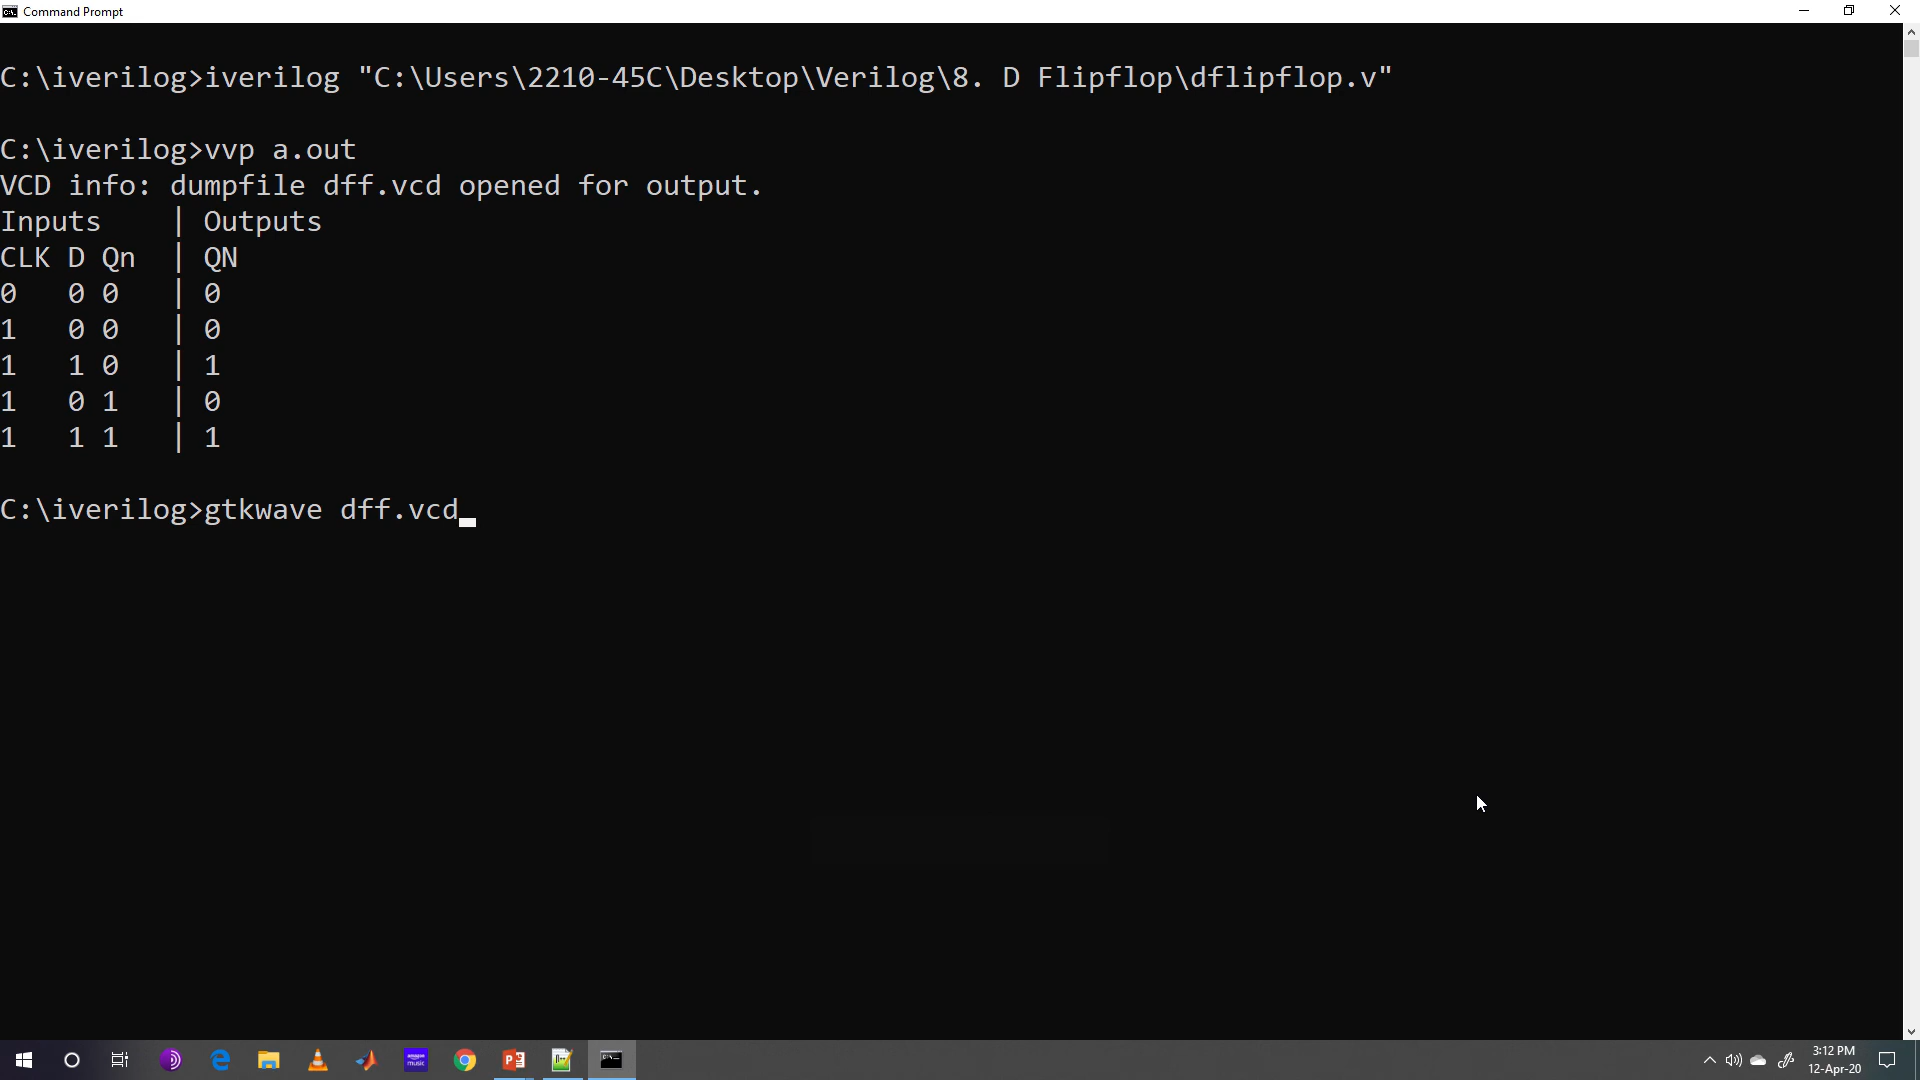 Command Prompt
C:\iverilog>iverilog "C:\Users\2210-45C\Desktop\Verilog\8. D Flipflop\dflipflop.v"
C:\iverilog>vvp a.out
VCD info: dumpfile dff.vcd opened for output.
Inputs    | Outputs
CLK D Qn  | QN
0   0 0   | 0
1   0 0   | 0
1   1 0   | 1
1   0 1   | 0
1   1 1   | 1
C:\iverilog>gtkwave dff.vcd_
3:12 PM
12-Apr-20